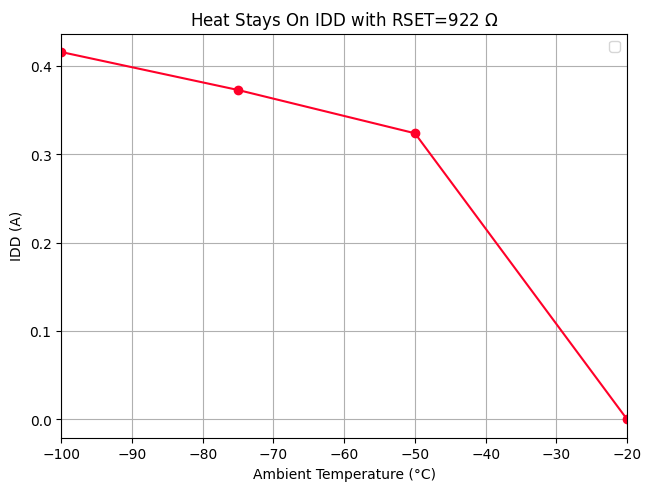 Heat Stays On IDD with RSET=922 Ω
IDD (A)
0.4
0.3
0.2
0.1
0.0
−100 −90 −80 −70 −60 −50 −40 −30 −20
Ambient Temperature (°C)